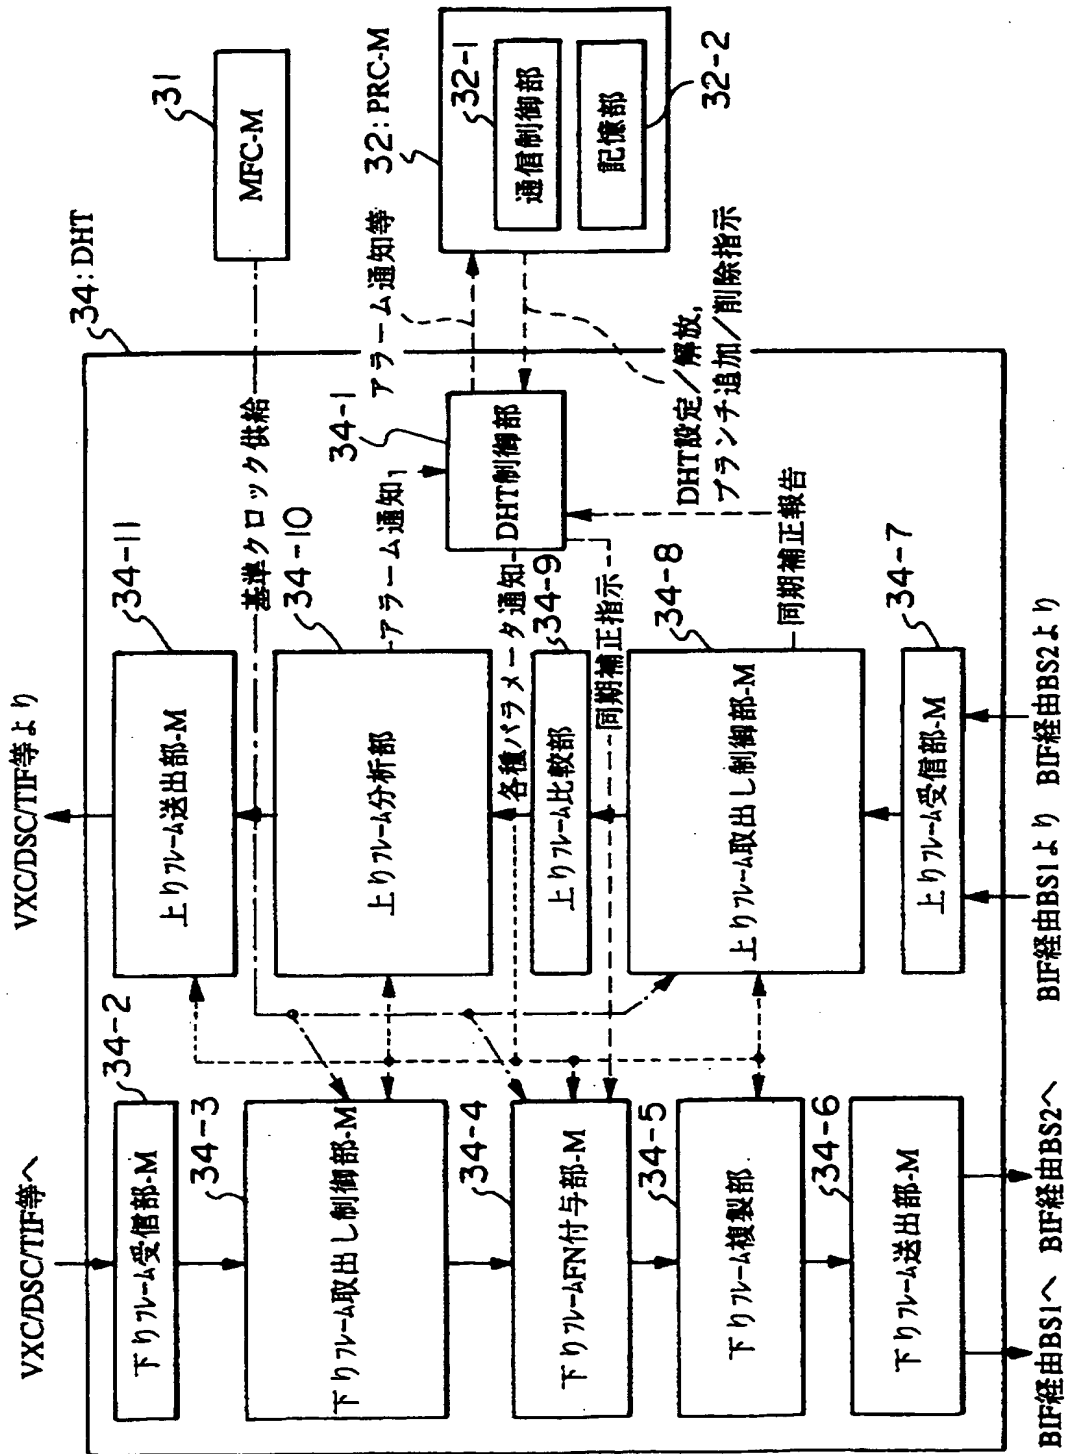 VXC/DSC/TIF等へ
VXC/DSC/TIF等より
34:DHT
31
MFC-M
基準クロック供給
34-2
下りフレーム受信部-M
34-3
下りフレーム取出し制御部-M
34-4
下りフレームFN付与部-M
34-5
下りフレーム複製部
34-6
下りフレーム送出部-M
34-11
上りフレーム送出部-M
34-10
上りフレーム分析部
アラーム通知
各種パラメータ通知
34-9
上りフレーム比較部
同期補正指示
34-8
上りフレーム取出し制御部-M
同期補正報告
34-7
上りフレーム受信部-M
34-1
DHT制御部
アラーム通知等
32:PRC-M
32-1
通信制御部
記憶部
32-2
DHT設定/解放,
ブランチ追加/削除指示
BIF経由BS1へ
BIF経由BS2へ
BIF経由BS1より
BIF経由BS2より